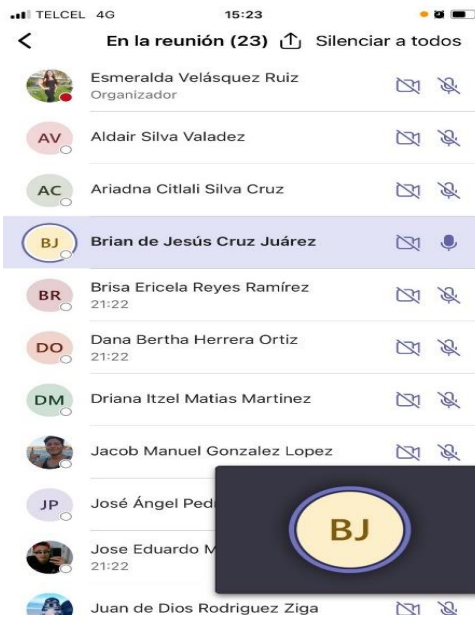 TELCEL 4G 15:23
En la reunión (23) Silenciar a todos
Esmeralda Velásquez Ruiz
Organizador
AV Aldair Silva Valadez
AC Ariadna Citlali Silva Cruz
BJ Brian de Jesús Cruz Juárez
BR Brisa Ericela Reyes Ramírez
21:22
DO Dana Bertha Herrera Ortiz
21:22
DM Driana Itzel Matias Martinez
Jacob Manuel Gonzalez Lopez
JP José Ángel Ped
BJ
Jose Eduardo M
21:22
Juan de Dios Rodriguez Ziga